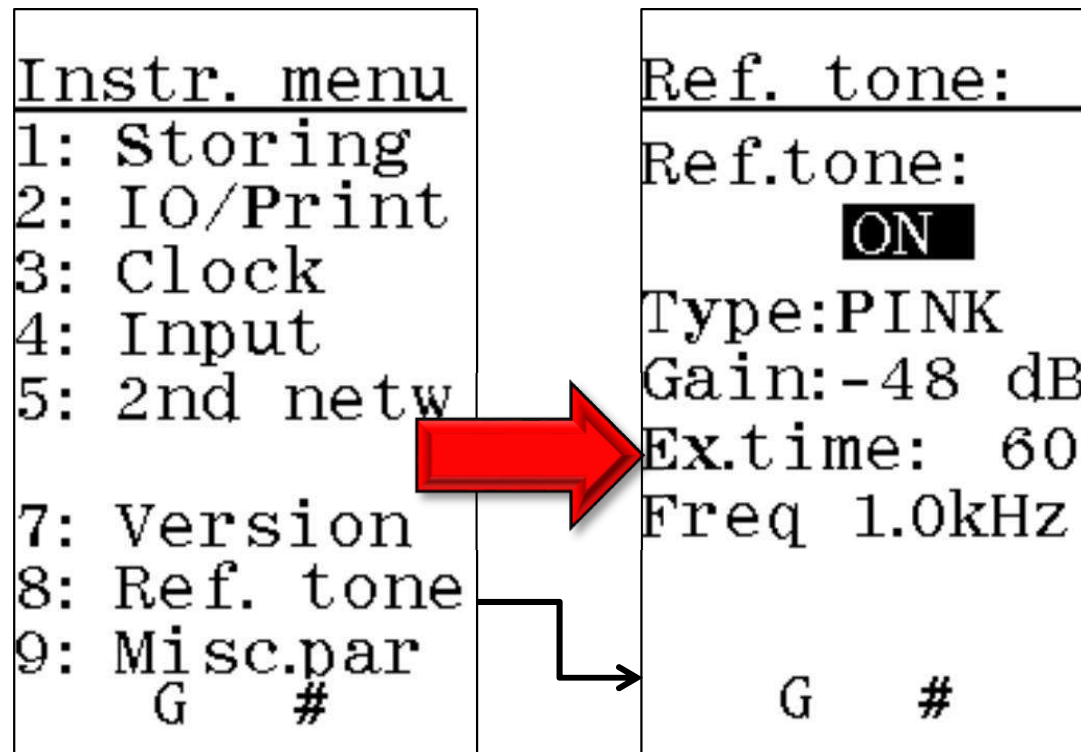 Instr. menu
1: Storing
2: IO/Print
3: Clock
4: Input
5: 2nd netw
7: Version
8: Ref. tone
9: Misc.par
G #
Ref. tone:
Ref.tone:
ON
Type:PINK
Gain:-48 dB
Ex.time: 60
Freq 1.0kHz
G #